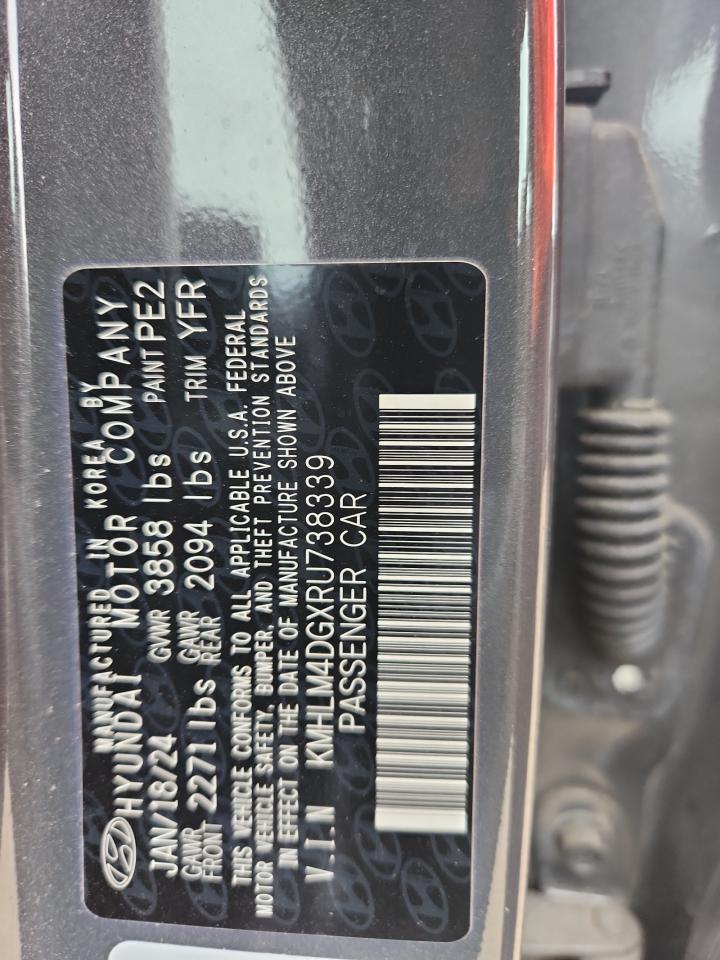 MANUFACTURED IN KOREA BY
HYUNDAI MOTOR COMPANY
JAN/18/24 GVWR 3858 lbs PAINT PE2
GAWR FRONT 2271lbs GAWR REAR 2094 lbs TRIM YFR
THIS VEHICLE CONFORMS TO ALL APPLICABLE U.S.A. FEDERAL
MOTOR VEHICLE SAFETY, BUMPER, AND THEFT PREVENTION STANDARDS
IN EFFECT ON THE DATE OF MANUFACTURE SHOWN ABOVE
V.I.N KMHLM4DGXRU738339
PASSENGER CAR